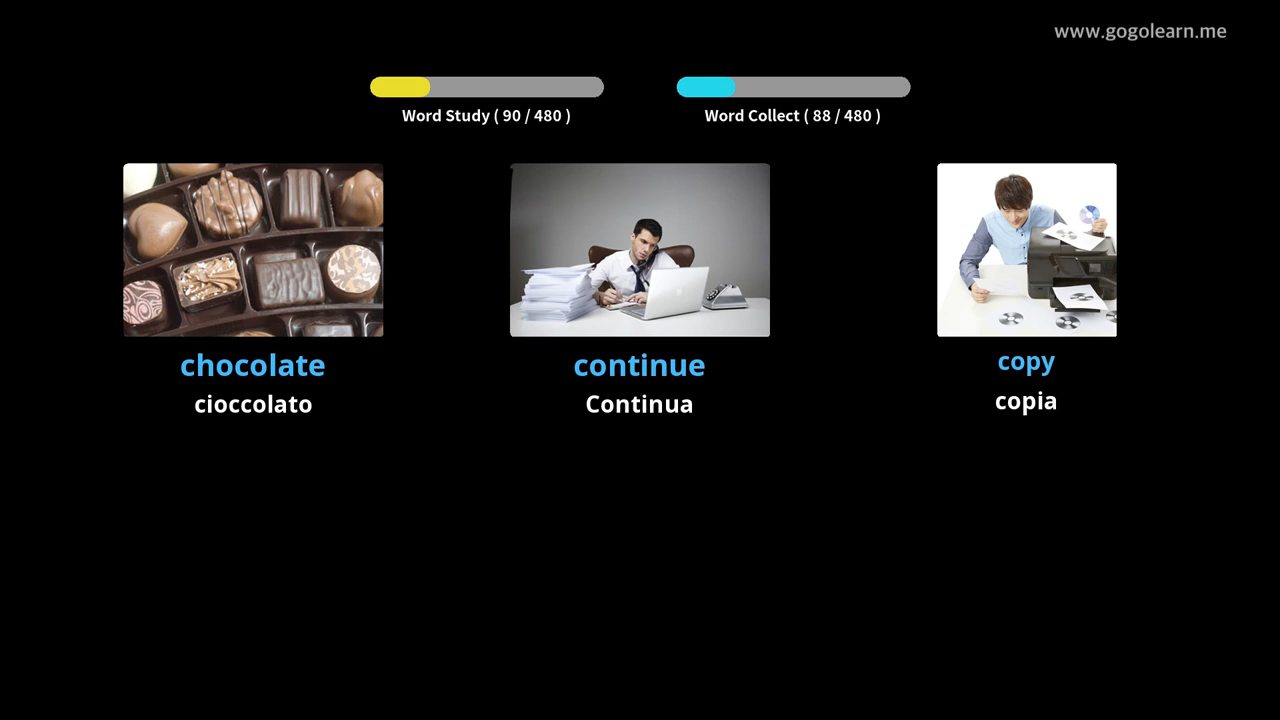 www.gogolearn.me
Word Study ( 90 / 480 )
Word Collect ( 88 / 480 )
chocolate
cioccolato
continue
Continua
copy
copia